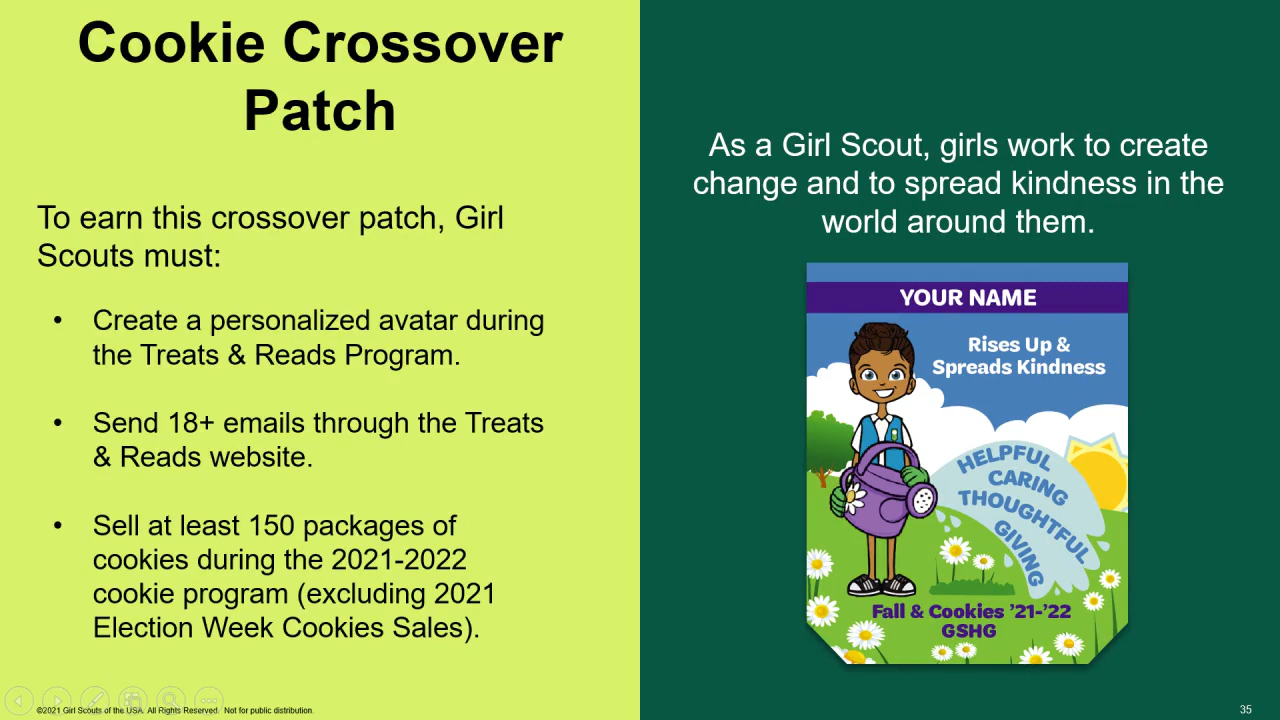 Cookie Crossover
Patch
To earn this crossover patch, Girl
Scouts must:
• Create a personalized avatar during
the Treats & Reads Program.
• Send 18+ emails through the Treats
& Reads website.
• Sell at least 150 packages of
cookies during the 2021-2022
cookie program (excluding 2021
Election Week Cookies Sales).
©2021 Girl Scouts of the USA. All Rights Reserved. Not for public distribution.
As a Girl Scout, girls work to create
change and to spread kindness in the
world around them.
YOUR NAME
Rises Up &
Spreads Kindness
HELPFUL
CARING
THOUGHTFUL
GIVING
Fall & Cookies ’21-’22
GSHG
35